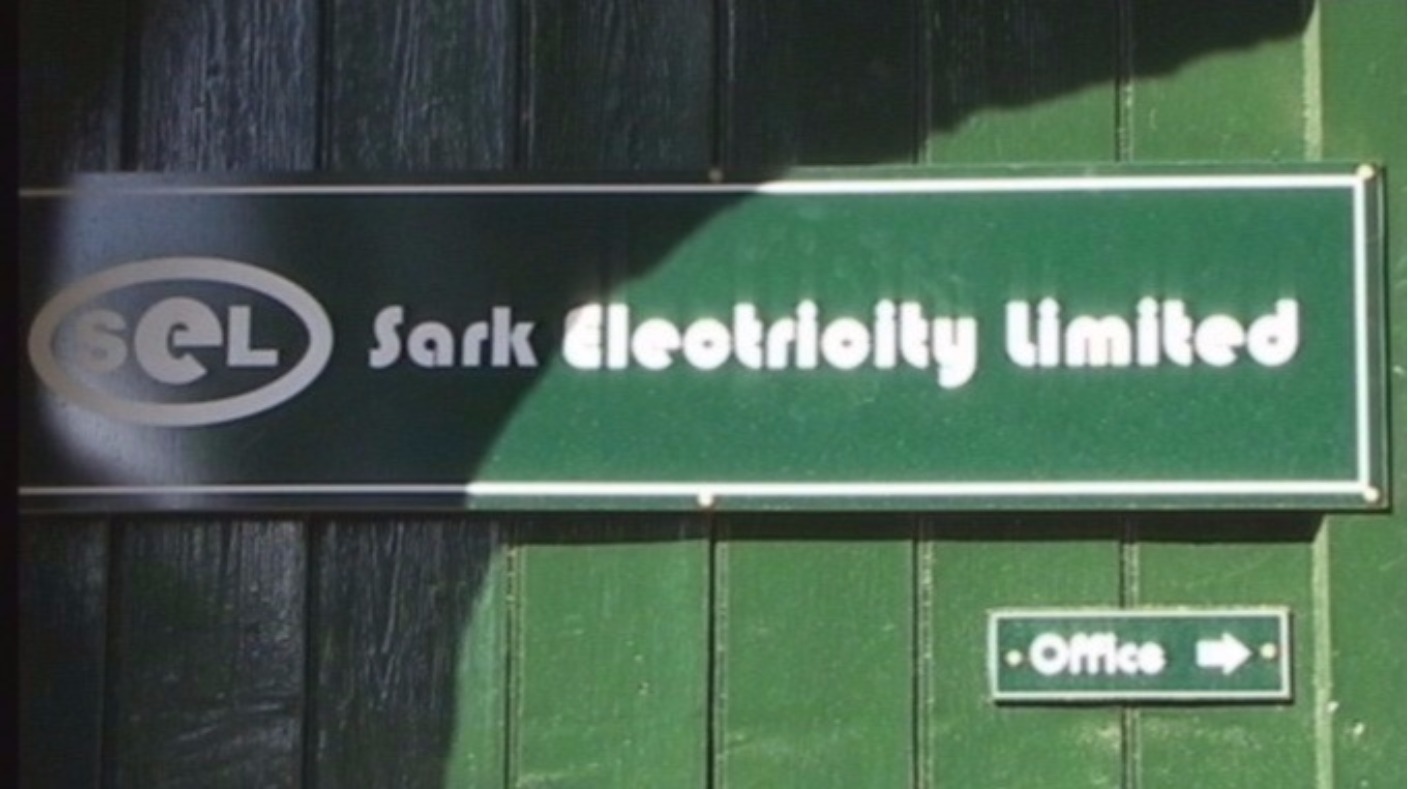 SeL Sark Electricity Limited
Office →